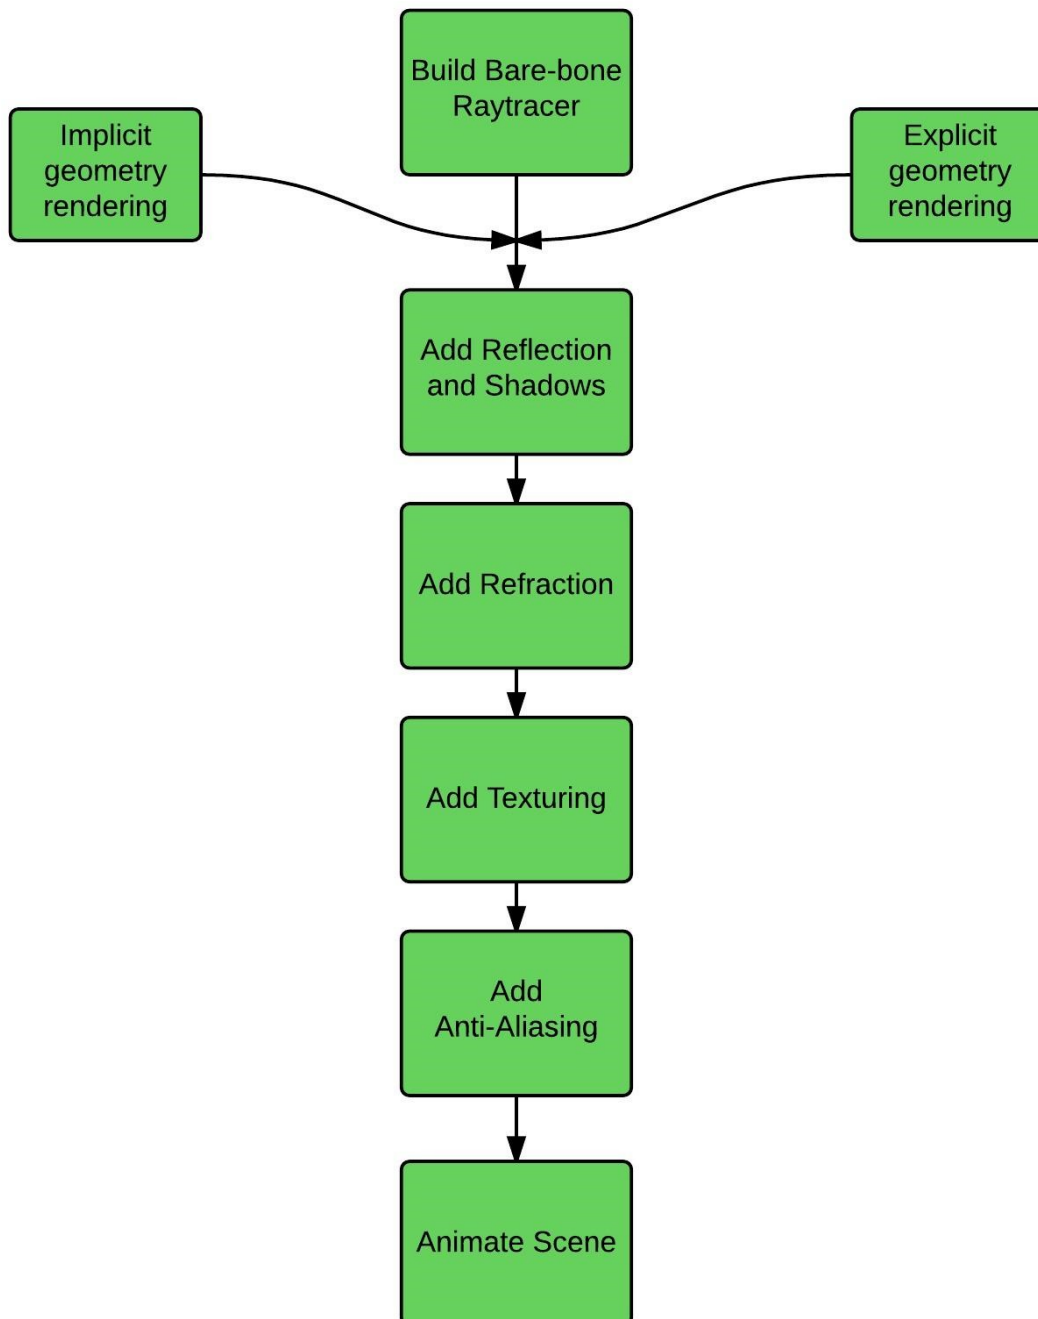 Build Bare-bone
Raytracer
Implicit
geometry
rendering
Explicit
geometry
rendering
Add Reflection
and Shadows
Add Refraction
Add Texturing
Add
Anti-Aliasing
Animate Scene